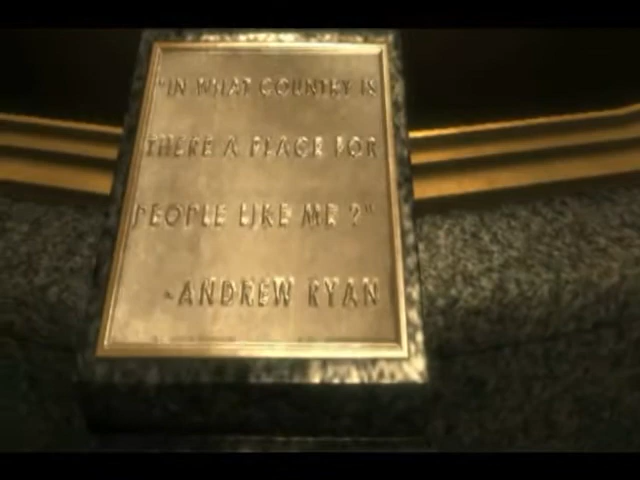 "IN WHAT COUNTRY IS
THERE A PLACE FOR
PEOPLE LIKE ME ?"
-ANDREW RYAN